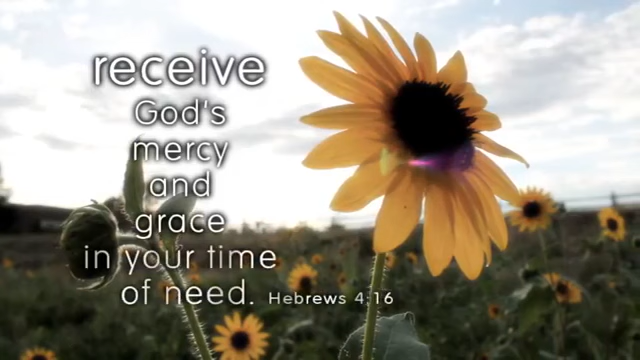 receive
God's
mercy
and
grace
in your time
of need. Hebrews 4:16